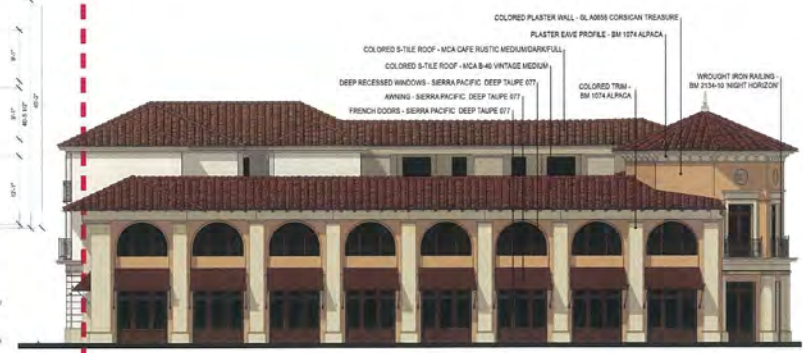 COLORED PLASTER WALL - GL A0656 CORSICAN TREASURE
PLASTER EAVE PROFILE - BM 1074 ALPACA
COLORED S-TILE ROOF - MCA CAFE RUSTIC MEDIUM/DARK/FULL
COLORED S-TILE ROOF - MCA B-40 VINTAGE MEDIUM
DEEP RECESSED WINDOWS - SIERRA PACIFIC DEEP TAUPE 077
AWNING - SIERRA PACIFIC DEEP TAUPE 077
FRENCH DOORS - SIERRA PACIFIC DEEP TAUPE 077
COLORED TRIM -
BM 1074 ALPACA
WROUGHT IRON RAILING -
BM 2134-10 'NIGHT HORIZON'